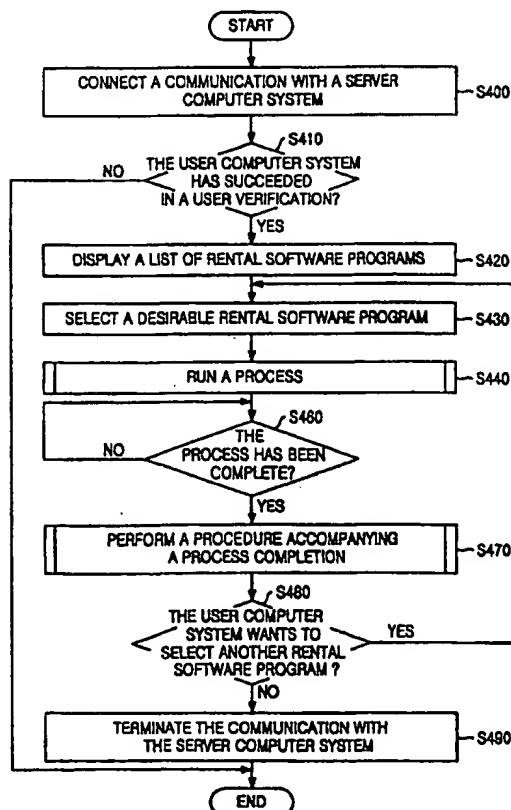 START
CONNECT A COMMUNICATION WITH A SERVER
COMPUTER SYSTEM
S400
S410
THE USER COMPUTER SYSTEM
HAS SUCCEEDED
IN A USER VERIFICATION?
NO
YES
DISPLAY A LIST OF RENTAL SOFTWARE PROGRAMS
S420
SELECT A DESIRABLE RENTAL SOFTWARE PROGRAM
S430
RUN A PROCESS
S440
S460
THE
PROCESS HAS BEEN
COMPLETE?
NO
YES
PERFORM A PROCEDURE ACCOMPANYING
A PROCESS COMPLETION
S470
S480
THE USER COMPUTER
SYSTEM WANTS TO
SELECT ANOTHER RENTAL
SOFTWARE PROGRAM ?
YES
NO
TERMINATE THE COMMUNICATION WITH
THE SERVER COMPUTER SYSTEM
S490
END